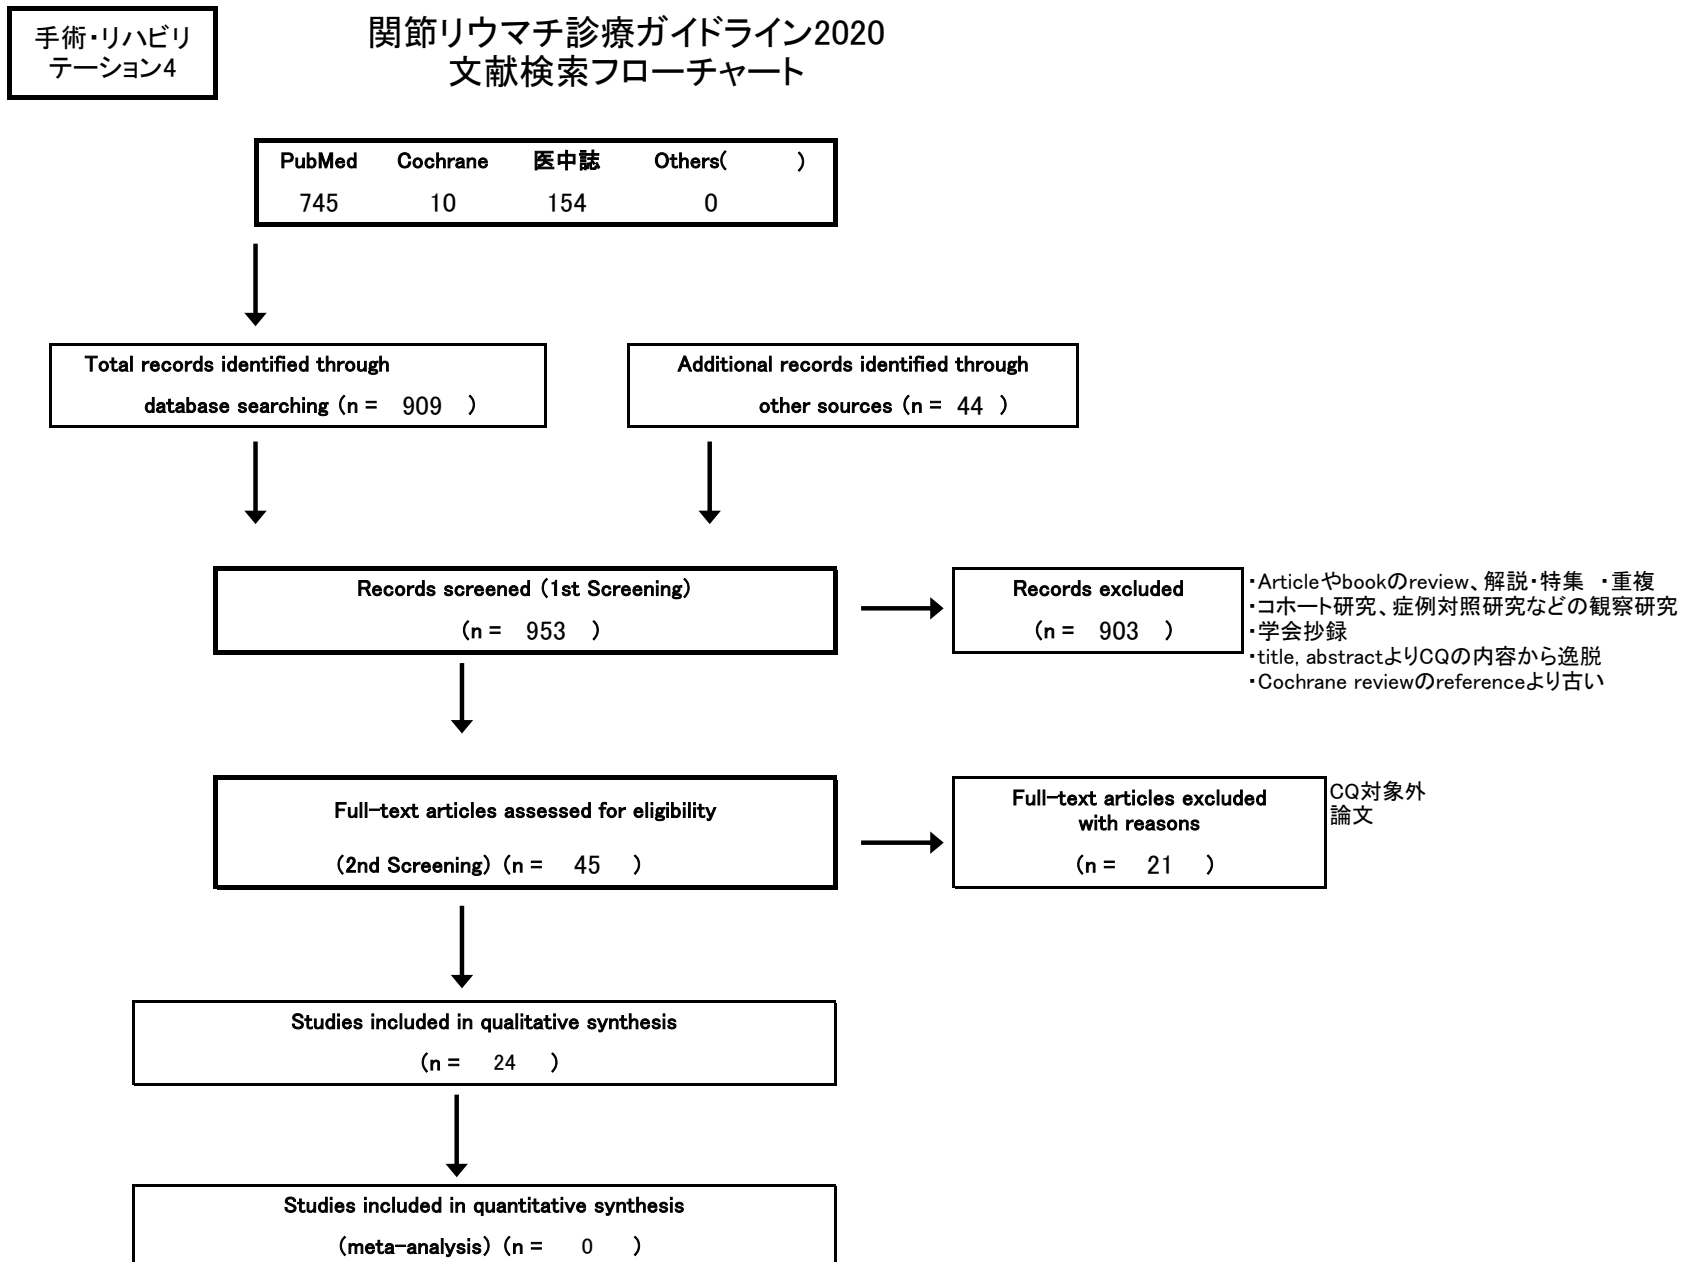 手術・リハビリ
テーション4
関節リウマチ診療ガイドライン2020
文献検索フローチャート
PubMed Cochrane 医中誌 Others( )
745 10 154 0
Total records identified through
database searching (n = 909 )
Additional records identified through
other sources (n = 44 )
Records screened (1st Screening)
(n = 953 )
Records excluded
(n = 903 )
・Articleやbookのreview、解説・特集 ・重複
・コホート研究、症例対照研究などの観察研究
・学会抄録
・title, abstractよりCQの内容から逸脱
・Cochrane reviewのreferenceより古い
Full-text articles assessed for eligibility
(2nd Screening) (n = 45 )
Full-text articles excluded
with reasons
(n = 21 )
CQ対象外
論文
Studies included in qualitative synthesis
(n = 24 )
Studies included in quantitative synthesis
(meta-analysis) (n = 0 )